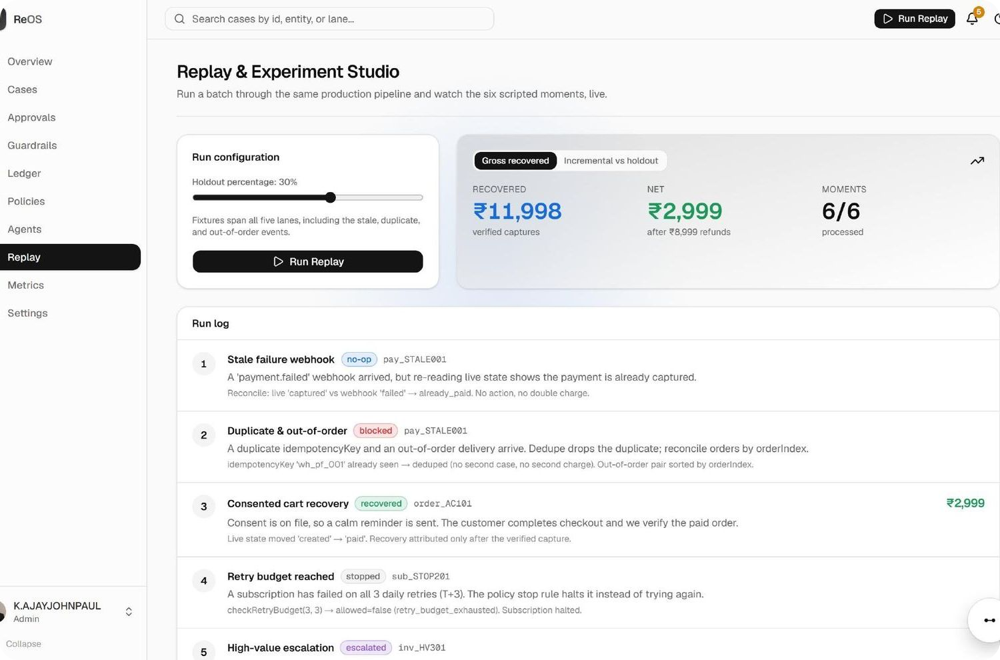 ReOS
Search cases by id, entity, or lane...
Run Replay
5
Overview
Cases
Approvals
Guardrails
Ledger
Policies
Agents
Replay
Metrics
Settings
K.AJAYJOHNPAUL
Admin
Collapse
Replay & Experiment Studio
Run a batch through the same production pipeline and watch the six scripted moments, live.
Run configuration
Holdout percentage: 30%
Fixtures span all five lanes, including the stale, duplicate,
and out-of-order events.
Run Replay
Gross recovered
Incremental vs holdout
RECOVERED
₹11,998
verified captures
NET
₹2,999
after ₹8,999 refunds
MOMENTS
6/6
processed
Run log
1
Stale failure webhook no-op pay_STALE001
A 'payment.failed' webhook arrived, but re-reading live state shows the payment is already captured.
Reconcile: live 'captured' vs webhook 'failed' → already_paid. No action, no double charge.
2
Duplicate & out-of-order blocked pay_STALE001
A duplicate idempotencyKey and an out-of-order delivery arrive. Dedupe drops the duplicate; reconcile orders by orderIndex.
idempotencyKey 'wh_pf_001' already seen → deduped (no second case, no second charge). Out-of-order pair sorted by orderIndex.
3
Consented cart recovery recovered order_AC101
₹2,999
Consent is on file, so a calm reminder is sent. The customer completes checkout and we verify the paid order.
Live state moved 'created' → 'paid'. Recovery attributed only after the verified capture.
4
Retry budget reached stopped sub_STOP201
A subscription has failed on all 3 daily retries (T+3). The policy stop rule halts it instead of trying again.
checkRetryBudget(3, 3) → allowed=false (retry_budget_exhausted). Subscription halted.
5
High-value escalation escalated inv_HV301